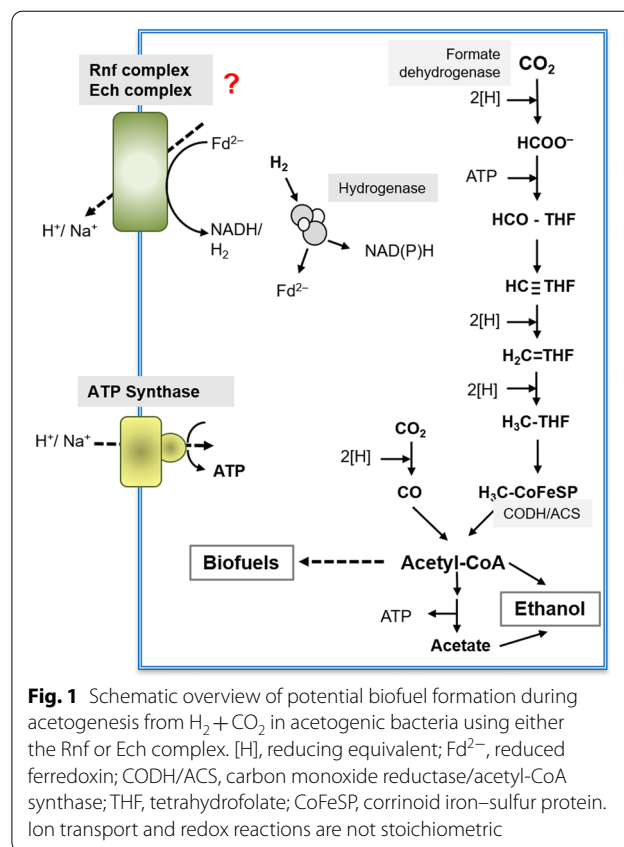 Rnf complex
Ech complex
?
Fd²⁻
H⁺/ Na⁺
NADH/
H₂
H₂
Hydrogenase
NAD(P)H
Fd²⁻
Formate
dehydrogenase
CO₂
2[H]
HCOO⁻
ATP
HCO - THF
HC≡THF
2[H]
H₂C=THF
2[H]
H₃C-THF
H₃C-CoFeSP
CODH/ACS
ATP Synthase
H⁺/ Na⁺
ATP
CO₂
2[H]
CO
Biofuels
Acetyl-CoA
Ethanol
ATP
Acetate
Fig. 1 Schematic overview of potential biofuel formation during
acetogenesis from H₂ + CO₂ in acetogenic bacteria using either
the Rnf or Ech complex. [H], reducing equivalent; Fd²⁻, reduced
ferredoxin; CODH/ACS, carbon monoxide reductase/acetyl-CoA
synthase; THF, tetrahydrofolate; CoFeSP, corrinoid iron–sulfur protein.
Ion transport and redox reactions are not stoichiometric